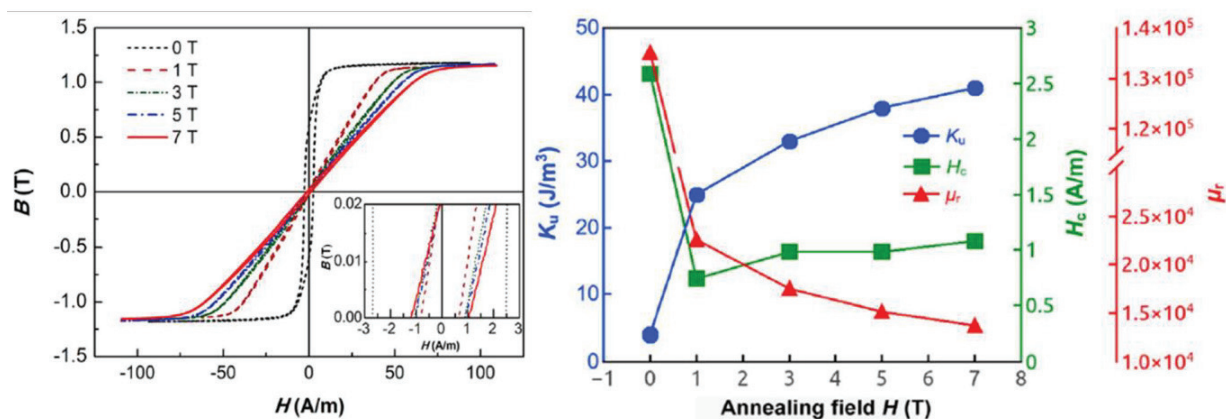 1.5
1.0
0.5
0.0
-0.5
-1.0
-1.5
B (T)
0 T
1 T
3 T
5 T
7 T
-100 -50 0 50 100
H (A/m)
0.02
0.01
0.00
B (T)
-3 -2 -1 0 1 2 3
H (A/m)
50
40
30
20
10
0
Ku (J/m³)
Ku
Hc
μr
−1 0 1 2 3 4 5 6 7 8
Annealing field H (T)
3
2.5
2
1.5
1
0.5
0
Hc (A/m)
1.4×10⁵
1.3×10⁵
1.2×10⁵
2.5×10⁴
2.0×10⁴
1.5×10⁴
1.0×10⁴
μr